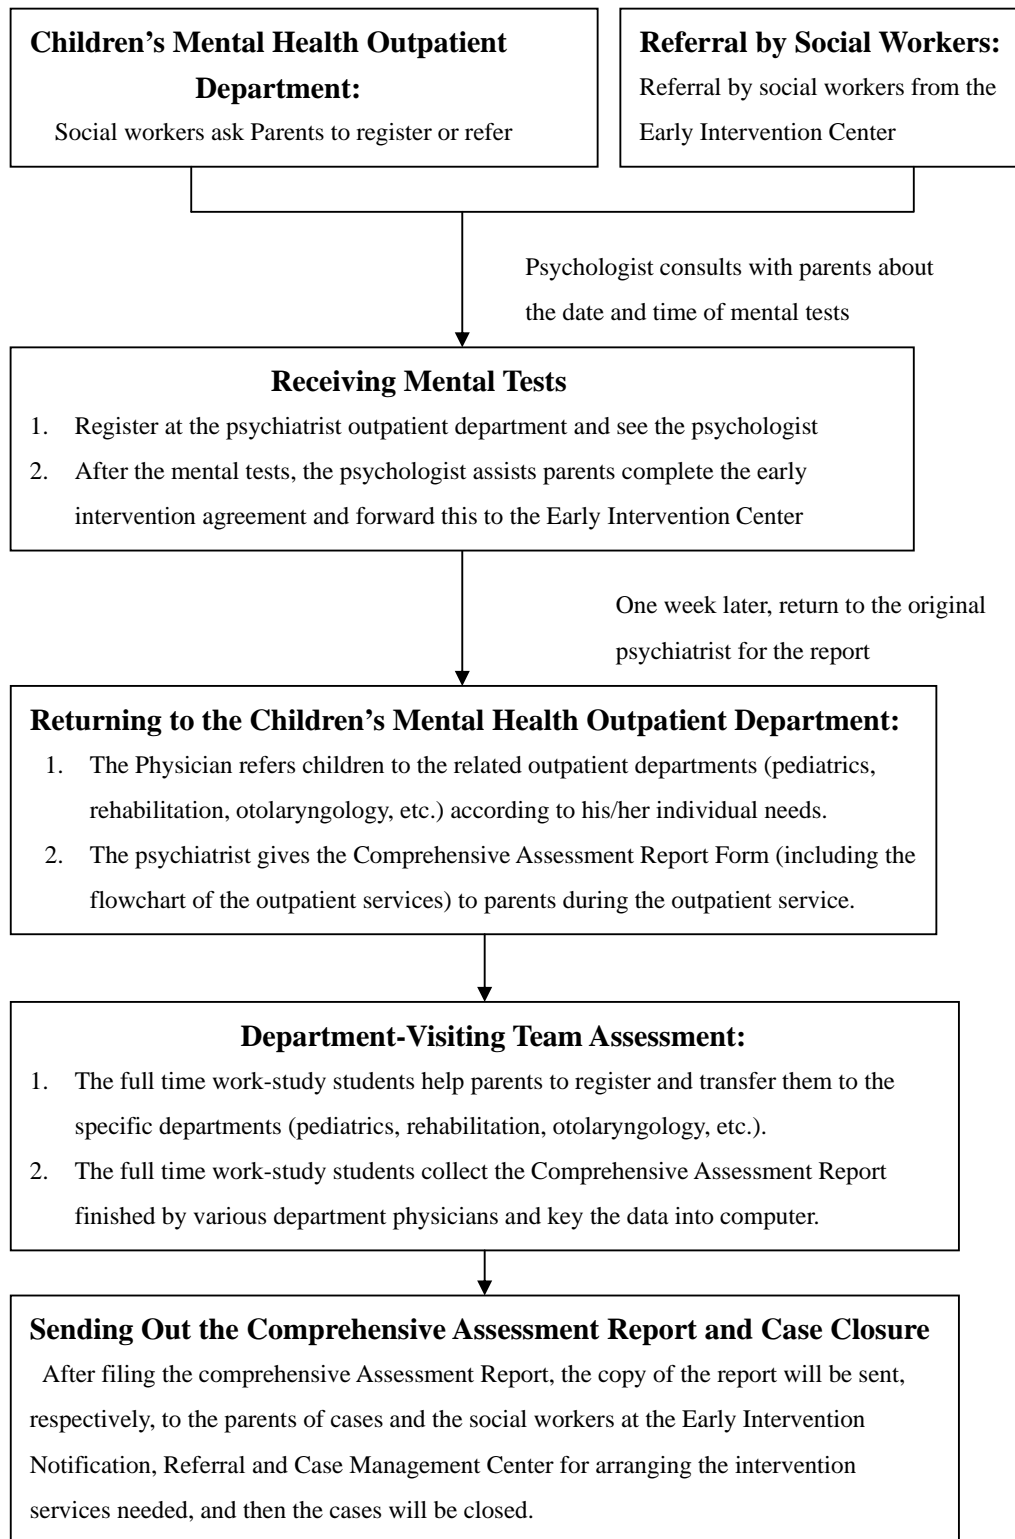 Children’s Mental Health Outpatient
Department:
Social workers ask Parents to register or refer
Referral by Social Workers:
Referral by social workers from the
Early Intervention Center
Psychologist consults with parents about
the date and time of mental tests
Receiving Mental Tests
1. Register at the psychiatrist outpatient department and see the psychologist
2. After the mental tests, the psychologist assists parents complete the early
intervention agreement and forward this to the Early Intervention Center
One week later, return to the original
psychiatrist for the report
Returning to the Children’s Mental Health Outpatient Department:
1. The Physician refers children to the related outpatient departments (pediatrics,
rehabilitation, otolaryngology, etc.) according to his/her individual needs.
2. The psychiatrist gives the Comprehensive Assessment Report Form (including the
flowchart of the outpatient services) to parents during the outpatient service.
Department-Visiting Team Assessment:
1. The full time work-study students help parents to register and transfer them to the
specific departments (pediatrics, rehabilitation, otolaryngology, etc.).
2. The full time work-study students collect the Comprehensive Assessment Report
finished by various department physicians and key the data into computer.
Sending Out the Comprehensive Assessment Report and Case Closure
After filing the comprehensive Assessment Report, the copy of the report will be sent,
respectively, to the parents of cases and the social workers at the Early Intervention
Notification, Referral and Case Management Center for arranging the intervention
services needed, and then the cases will be closed.